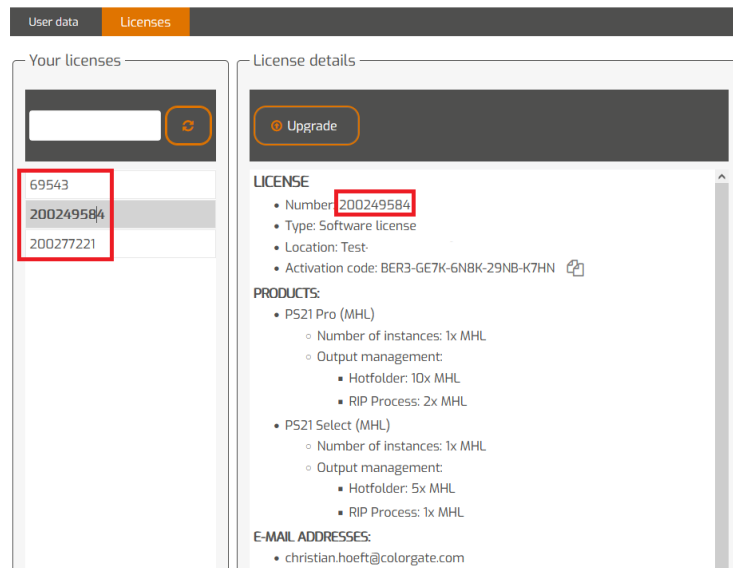 User data
Licenses
Your licenses
69543
200249584
200277221
License details
Upgrade
LICENSE
Number: 200249584
Type: Software license
Location: Test-
Activation code: BER3-GE7K-6N8K-29NB-K7HN
PRODUCTS:
PS21 Pro (MHL)
Number of instances: 1x MHL
Output management:
Hotfolder: 10x MHL
RIP Process: 2x MHL
PS21 Select (MHL)
Number of instances: 1x MHL
Output management:
Hotfolder: 5x MHL
RIP Process: 1x MHL
E-MAIL ADDRESSES:
christian.hoeft@colorgate.com